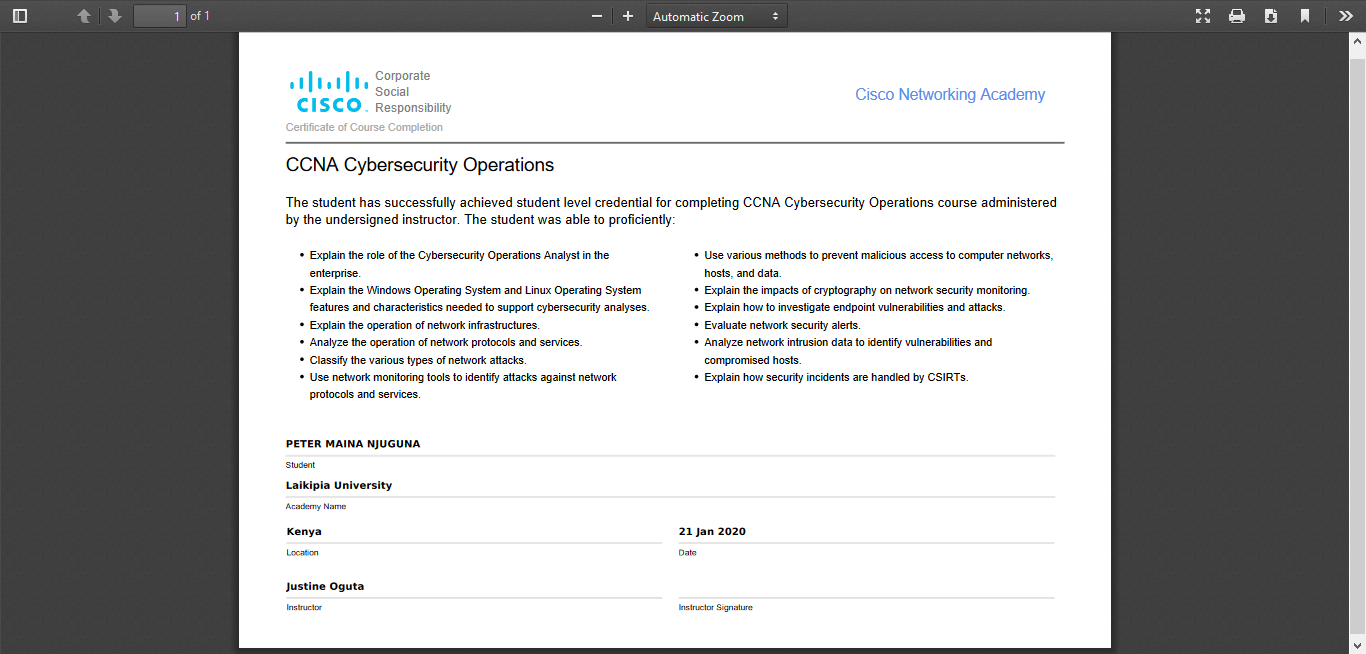 1 of 1
Automatic Zoom
Corporate
Social
Responsibility
CISCO
Cisco Networking Academy
Certificate of Course Completion
CCNA Cybersecurity Operations
The student has successfully achieved student level credential for completing CCNA Cybersecurity Operations course administered
by the undersigned instructor. The student was able to proficiently:
• Explain the role of the Cybersecurity Operations Analyst in the
enterprise.
• Explain the Windows Operating System and Linux Operating System
features and characteristics needed to support cybersecurity analyses.
• Explain the operation of network infrastructures.
• Analyze the operation of network protocols and services.
• Classify the various types of network attacks.
• Use network monitoring tools to identify attacks against network
protocols and services.
• Use various methods to prevent malicious access to computer networks,
hosts, and data.
• Explain the impacts of cryptography on network security monitoring.
• Explain how to investigate endpoint vulnerabilities and attacks.
• Evaluate network security alerts.
• Analyze network intrusion data to identify vulnerabilities and
compromised hosts.
• Explain how security incidents are handled by CSIRTs.
PETER MAINA NJUGUNA
Student
Laikipia University
Academy Name
Kenya
Location
21 Jan 2020
Date
Justine Oguta
Instructor
Instructor Signature